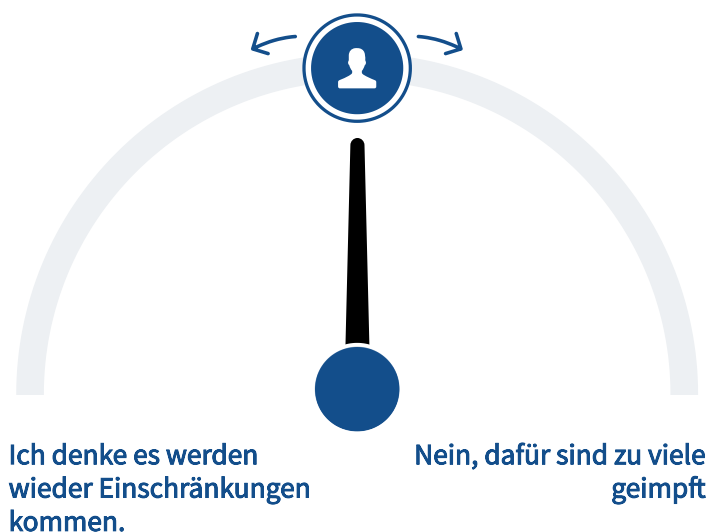 Ich denke es werden
wieder Einschränkungen
kommen.
Nein, dafür sind zu viele
geimpft